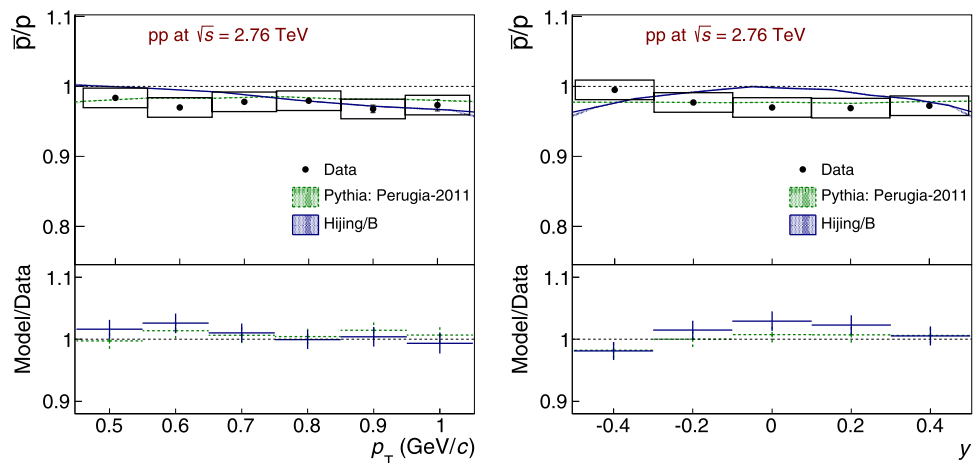 p̅/p
1.1
pp at √s = 2.76 TeV
1
0.9
Data
Pythia: Perugia-2011
0.8
Hijing/B
Model/Data
1.1
1
0.9
0.5 0.6 0.7 0.8 0.9 1
p_T (GeV/c)
p̅/p
1.1
pp at √s = 2.76 TeV
1
0.9
Data
Pythia: Perugia-2011
0.8
Hijing/B
Model/Data
1.1
1
0.9
-0.4 -0.2 0 0.2 0.4
y